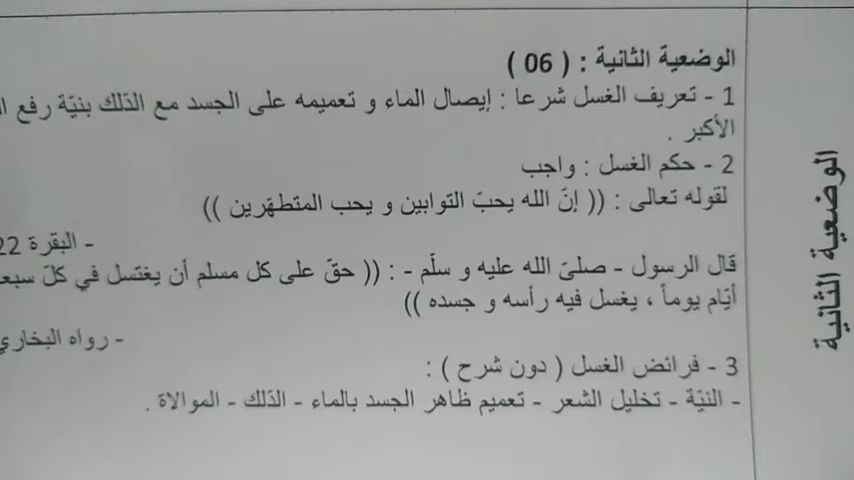 الوضعية الثانية : ( 06 )
1 - تعريف الغسل شرعا : إيصال الماء و تعميمه على الجسد مع الدّلك بنيّة رفع
الأكبر .
2 - حكم الغسل : واجب
لقوله تعالى : (( إنّ الله يحبّ التوابين و يحب المتطهّرين ))
- البقرة 22
قال الرسول - صلىّ الله عليه و سلّم - : (( حقّ على كل مسلم أن يغتسل في كلّ سبعة
أيّام يوماً ، يغسل فيه رأسه و جسده ))
- رواه البخاري
3 - فرائض الغسل ( دون شرح ) :
- النيّة - تخليل الشعر - تعميم ظاهر الجسد بالماء - الدّلك - الموالاة .
الوضعية الثانية